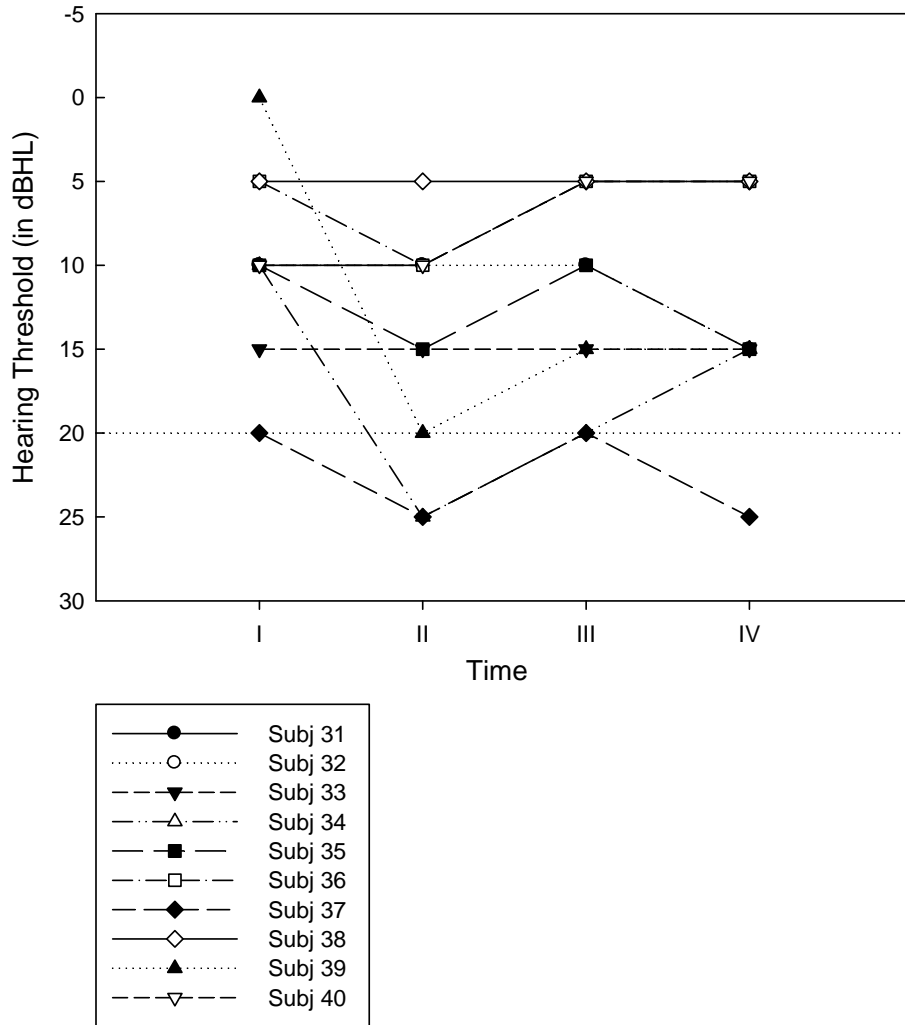 -5
0
5
10
15
20
25
30
Hearing Threshold (in dBHL)
I II III IV
Time
Subj 31
Subj 32
Subj 33
Subj 34
Subj 35
Subj 36
Subj 37
Subj 38
Subj 39
Subj 40